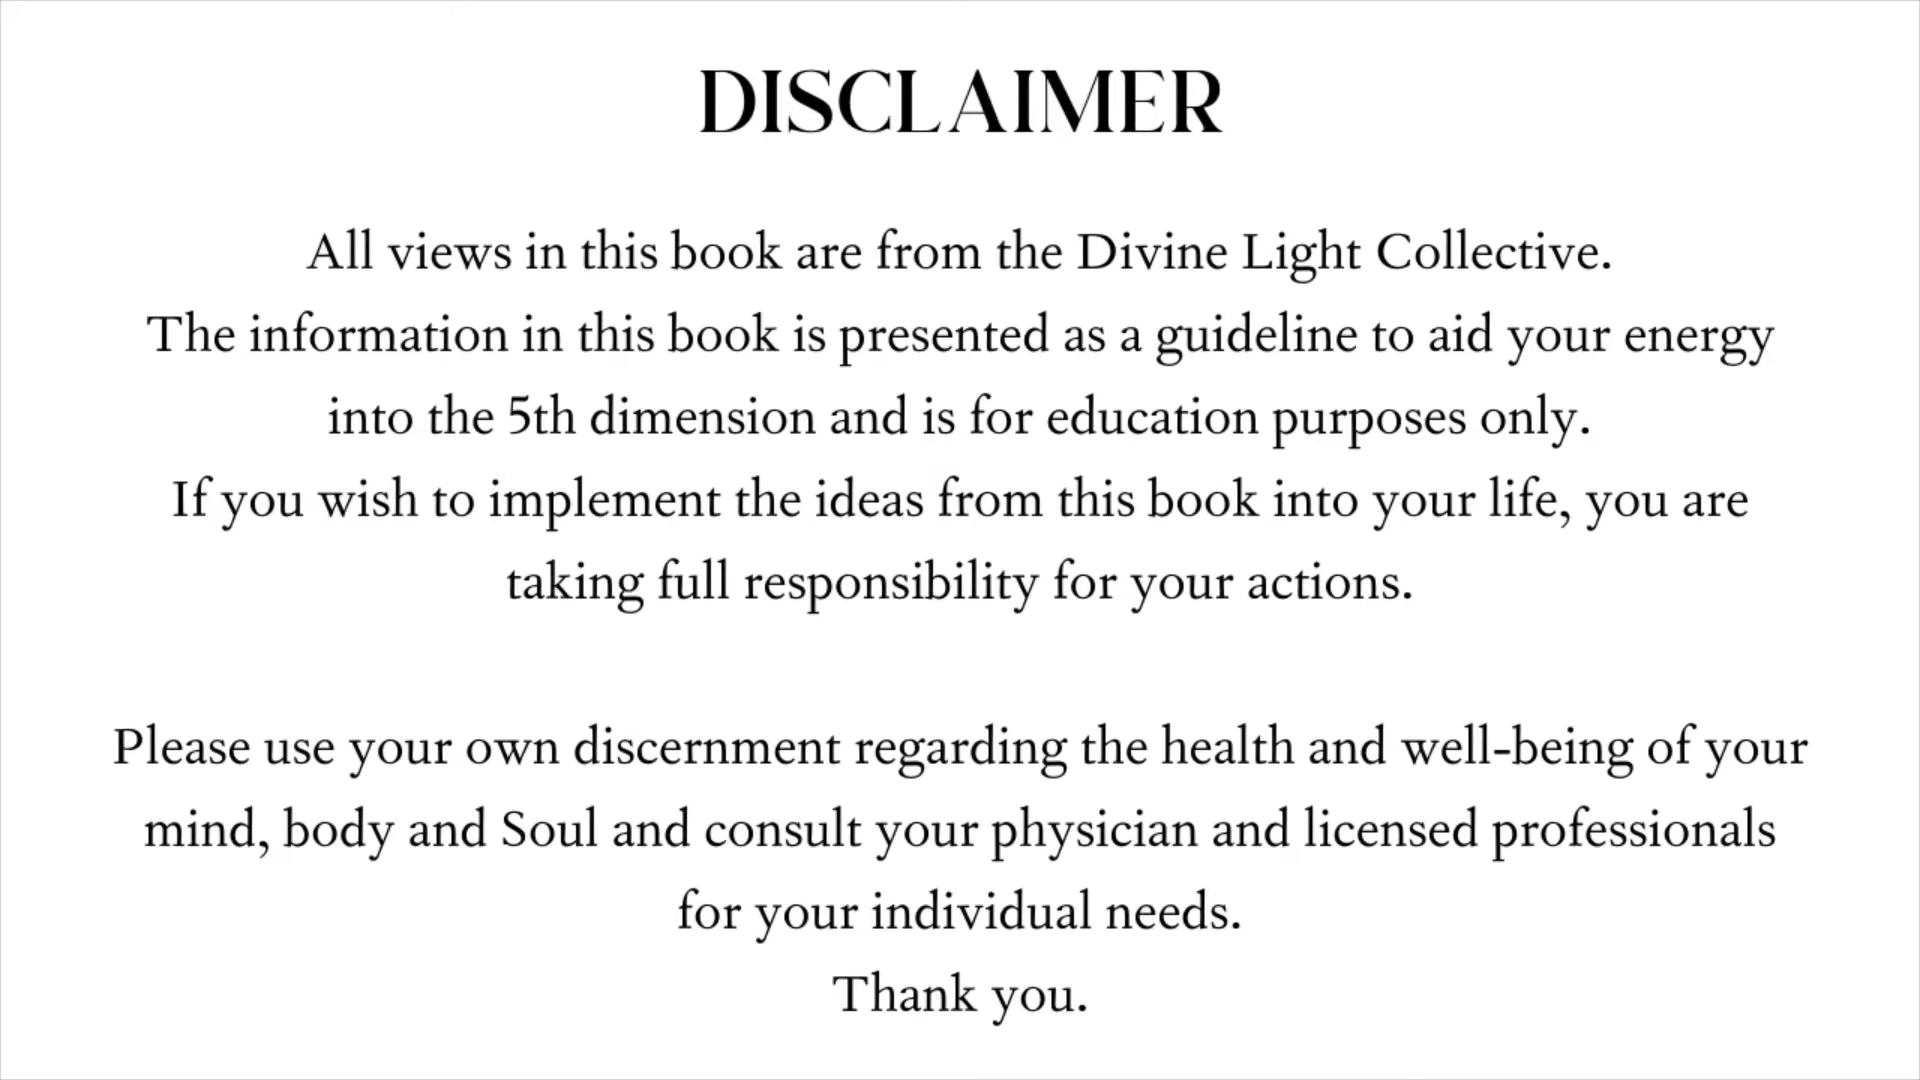 DISCLAIMER
All views in this book are from the Divine Light Collective.
The information in this book is presented as a guideline to aid your energy
into the 5th dimension and is for education purposes only.
If you wish to implement the ideas from this book into your life, you are
taking full responsibility for your actions.
Please use your own discernment regarding the health and well-being of your
mind, body and Soul and consult your physician and licensed professionals
for your individual needs.
Thank you.